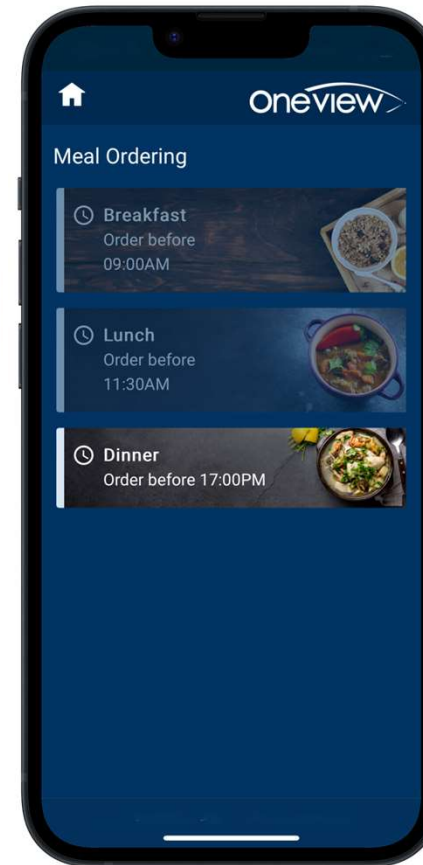 oneview
Meal Ordering
Breakfast
Order before
09:00AM
Lunch
Order before
11:30AM
Dinner
Order before 17:00PM